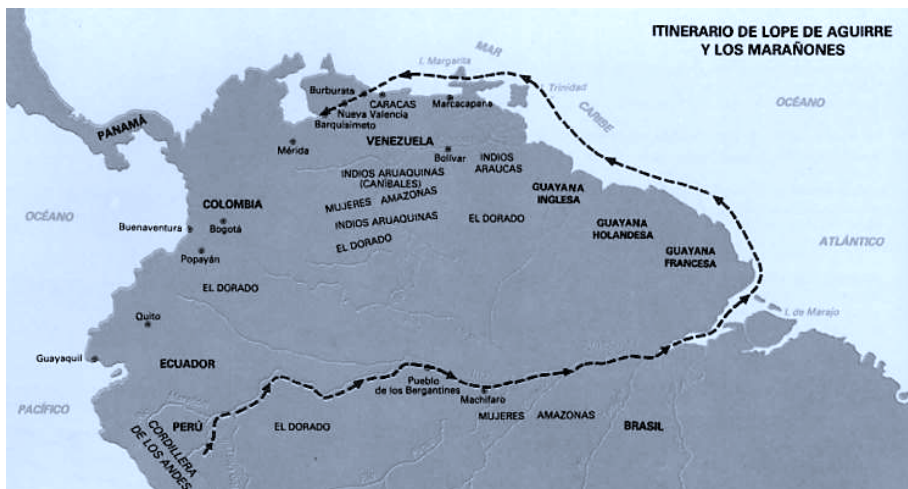 ITINERARIO DE LOPE DE AGUIRRE
Y LOS MARAÑONES
MAR
CARIBE
I. Margarita
Trinidad
OCÉANO
ATLÁNTICO
Burburata
CARACAS
Marcacapana
Nueva Valencia
Barquisimeto
PANAMÁ
Mérida
VENEZUELA
Bolívar
INDIOS
ARAUCAS
INDIOS ARUAQUINAS
(CANÍBALES)
MUJERES AMAZONAS
GUAYANA
INGLESA
COLOMBIA
OCÉANO
PACÍFICO
Buenaventura
Bogotá
INDIOS ARUAQUINAS
EL DORADO
GUAYANA
HOLANDESA
EL DORADO
Popayán
GUAYANA
FRANCESA
EL DORADO
I. de Marajo
Quito
Guayaquil
ECUADOR
Pueblo
de los Bergantines
Machifaro
MUJERES AMAZONAS
Marañón
PERÚ
EL DORADO
BRASIL
CORDILLERA
DE LOS ANDES